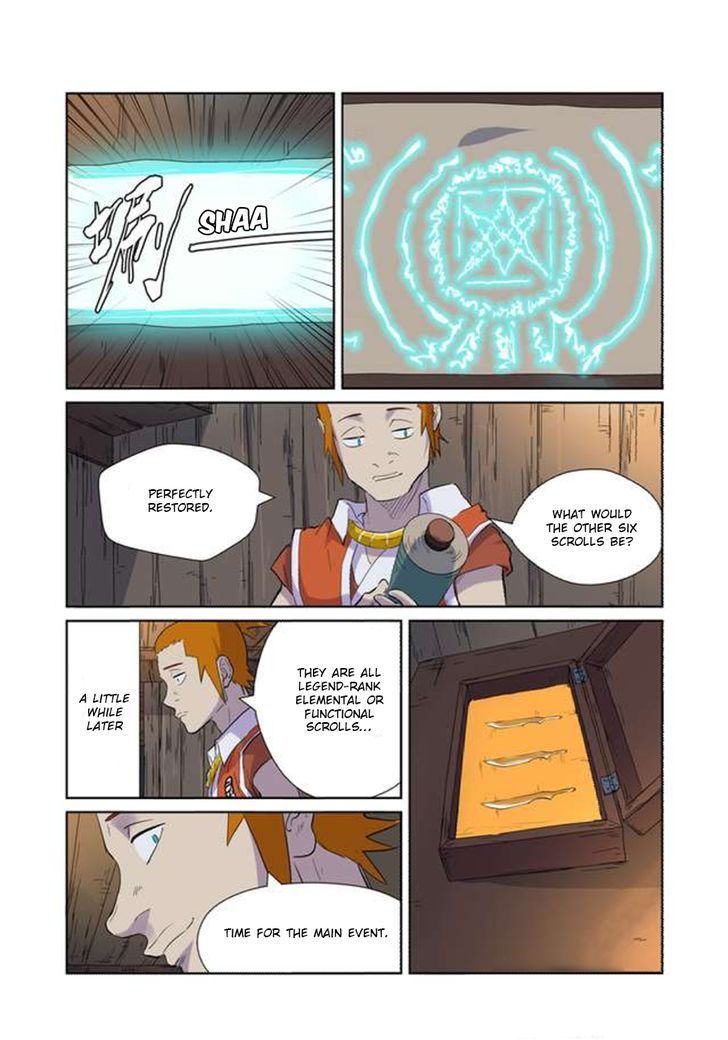 唰
SHAA
PERFECTLY
RESTORED.
WHAT WOULD
THE OTHER SIX
SCROLLS BE?
A LITTLE
WHILE
LATER
THEY ARE ALL
LEGEND-RANK
ELEMENTAL OR
FUNCTIONAL
SCROLLS...
TIME FOR THE MAIN EVENT.